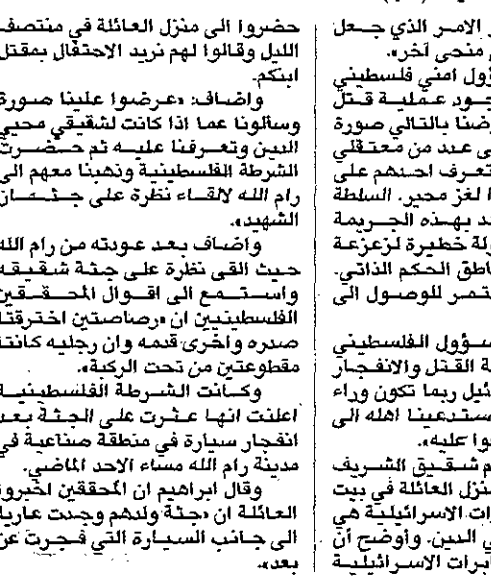 حضروا الى منزل العائلة في منتصف
الليل وقالوا لهم نريد الاحتفال بمقتل
ابنكم.
واضاف: «عرضوا علينا صورة
وسألونا عما اذا كانت لشقيقي محيي
الدين وتعرفنا عليه ثم حضرت
الشرطة الفلسطينية وذهبنا معهم الى
رام الله لالقاء نظرة على جثمان
الشهيد».
واضاف بعد عودته من رام الله
حيث القى نظرة على جثة شقيقه
واستمع الى اقوال المحققين
الفلسطينيين ان «رصاصتين اخترقتا
صدره واخرى قدمه وان رجليه كانتا
مقطوعتين من تحت الركبة».
وكانت الشرطة الفلسطينية
اعلنت انها عثرت على الجثة بعد
انفجار سيارة في منطقة صناعية في
مدينة رام الله مساء الاحد الماضي.
وقال ابراهيم ان المحققين اخبروا
العائلة ان «جثة ولدهم وجدت عارية
الى جانب السيارة التي فجرت عن
بعد».
ر الامر الذي جعل
منحى آخر».
ؤول امني فلسطيني
جود عملية قتل
رضنا بالتالي صورة
ى عدد من معتقلي
تعرف احدهم على
ا لغز محير. السلطة
د بهذه الجريمة
ولة خطيرة لزعزعة
اطق الحكم الذاتي.
تمر للوصول الى
سؤول الفلسطيني
ة القتل والانفجار
ئيل ربما تكون وراء
ستدعينا اهله الى
وا عليه».
م شقيق الشريف
نزل العائلة في بيت
رات الاسرائيلية هي
ي الدين. وأوضح أن
ابرات الاسرائيلية